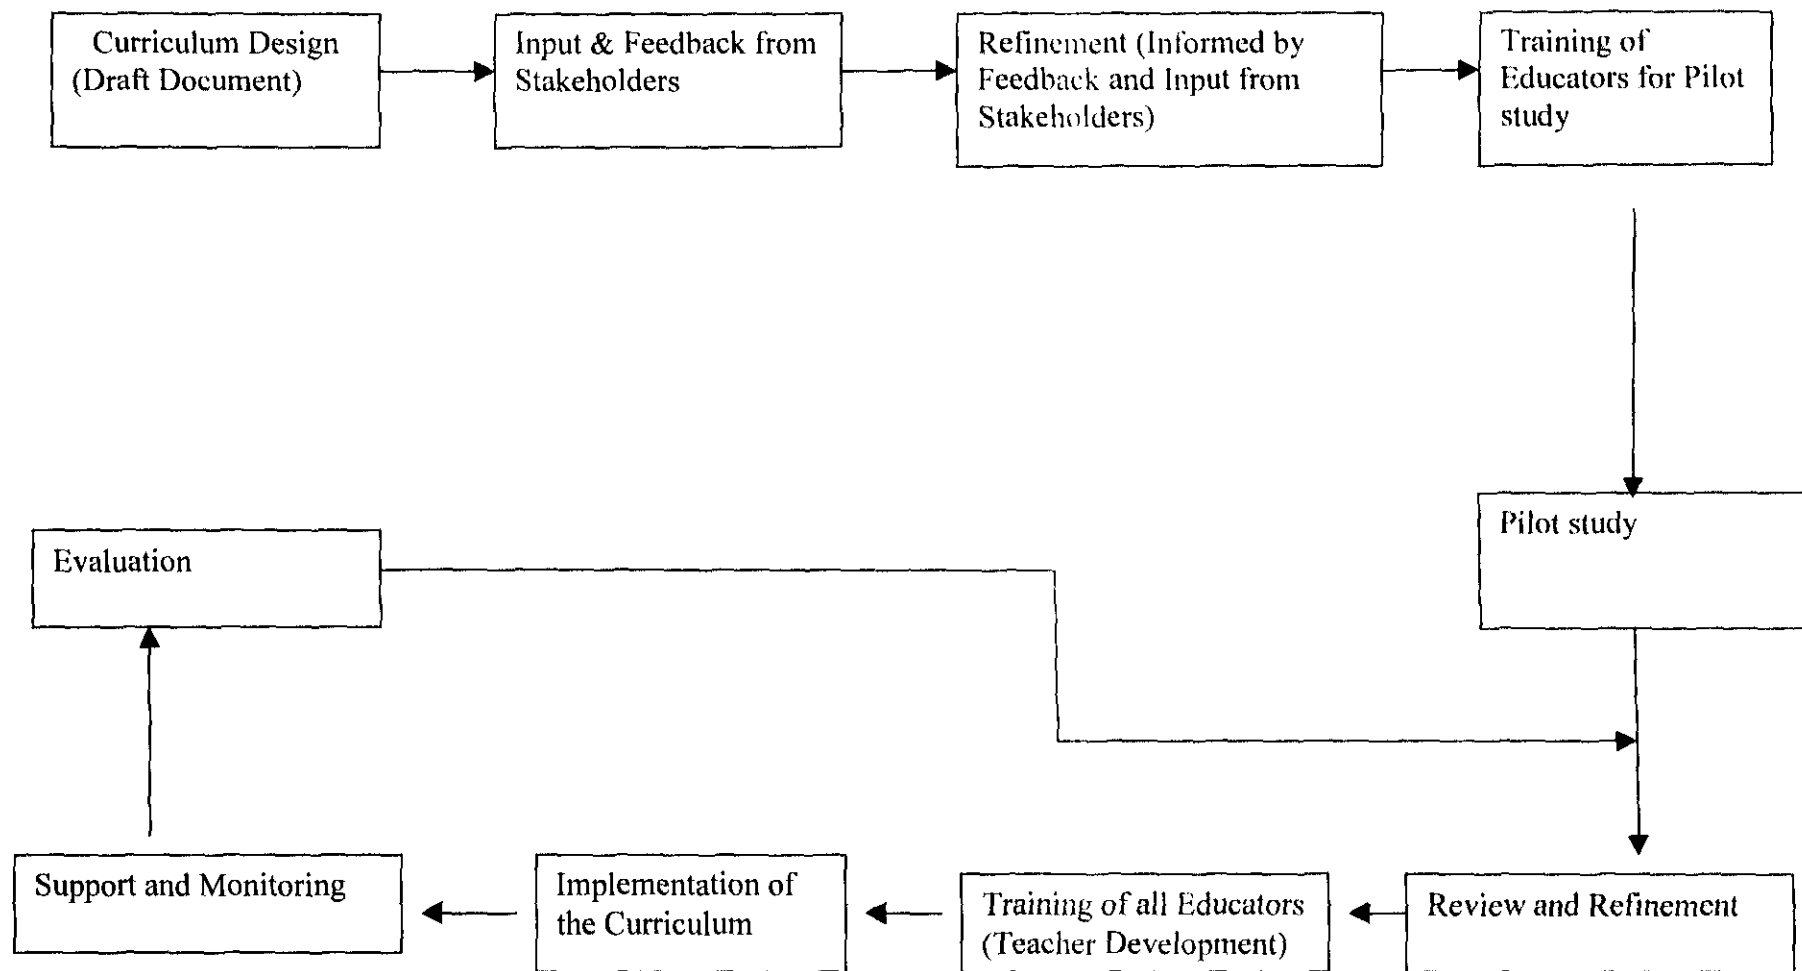 Curriculum Design
(Draft Document)
Input & Feedback from
Stakeholders
Refinement (Informed by
Feedback and Input from
Stakeholders)
Training of
Educators for Pilot
study
Pilot study
Evaluation
Support and Monitoring
Implementation of
the Curriculum
Training of all Educators
(Teacher Development)
Review and Refinement